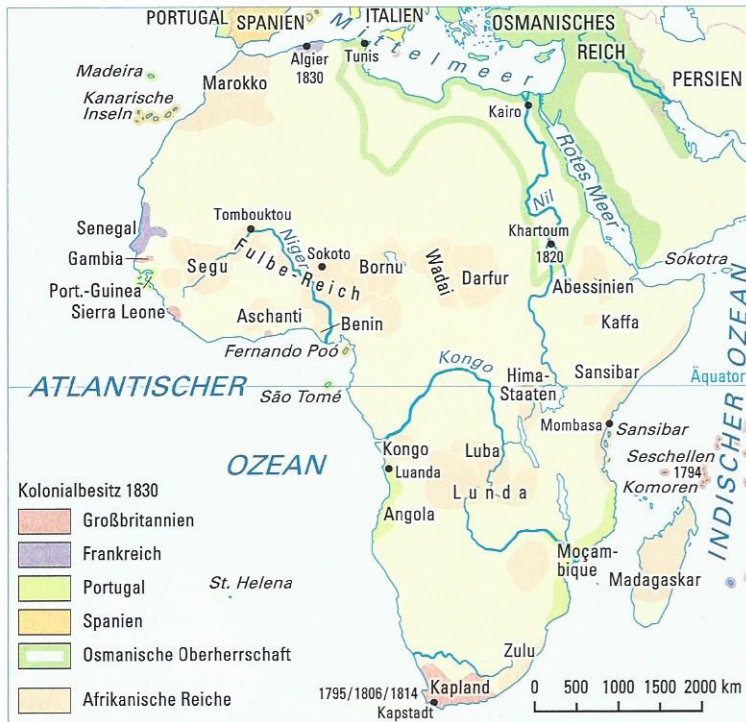 PORTUGAL
SPANIEN
ITALIEN
OSMANISCHES
REICH
PERSIEN
Mittelmeer
Algier
1830
Tunis
Madeira
Marokko
Kanarische
Inseln
Kairo
Rotes Meer
Nil
Senegal
Tombouktou
Niger
Khartoum
1820
Gambia
Segu
Fulbe-Reich
Sokoto
Bornu
Wadai
Darfur
Sokotra
Port.-Guinea
Abessinien
Sierra Leone
Aschanti
Benin
Kaffa
Fernando Poó
Kongo
Hima-
Staaten
Sansibar
INDISCHER OZEAN
Äquator
ATLANTISCHER
OZEAN
São Tomé
Mombasa
Sansibar
Kongo
Luba
Seschellen
1794
Luanda
Lunda
Komoren
Angola
Moçam-
bique
Madagaskar
St. Helena
Zulu
Kapland
1795/1806/1814
Kapstadt
Kolonialbesitz 1830
Großbritannien
Frankreich
Portugal
Spanien
Osmanische Oberherrschaft
Afrikanische Reiche
0 500 1000 1500 2000 km